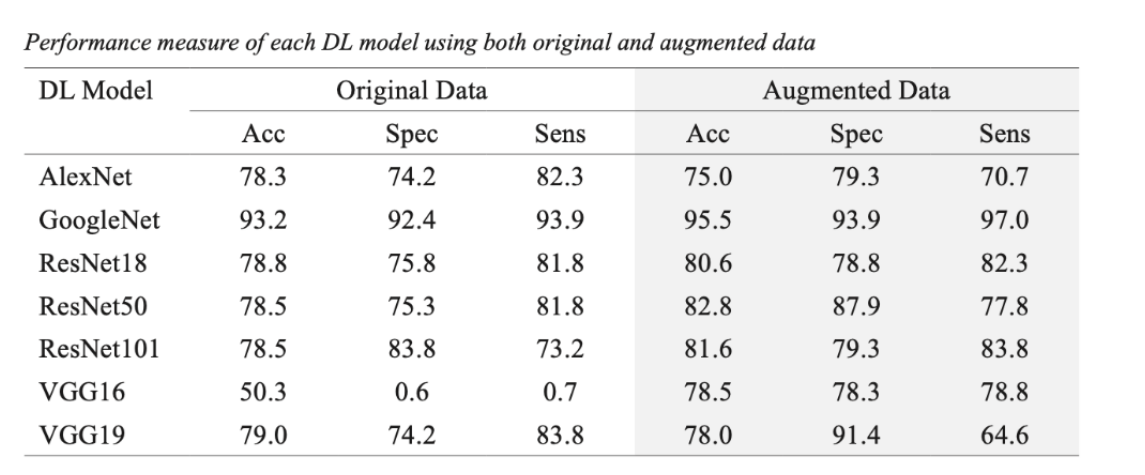 Performance measure of each DL model using both original and augmented data
DL Model Original Data Augmented Data
Acc Spec Sens Acc Spec Sens
AlexNet 78.3 74.2 82.3 75.0 79.3 70.7
GoogleNet 93.2 92.4 93.9 95.5 93.9 97.0
ResNet18 78.8 75.8 81.8 80.6 78.8 82.3
ResNet50 78.5 75.3 81.8 82.8 87.9 77.8
ResNet101 78.5 83.8 73.2 81.6 79.3 83.8
VGG16 50.3 0.6 0.7 78.5 78.3 78.8
VGG19 79.0 74.2 83.8 78.0 91.4 64.6